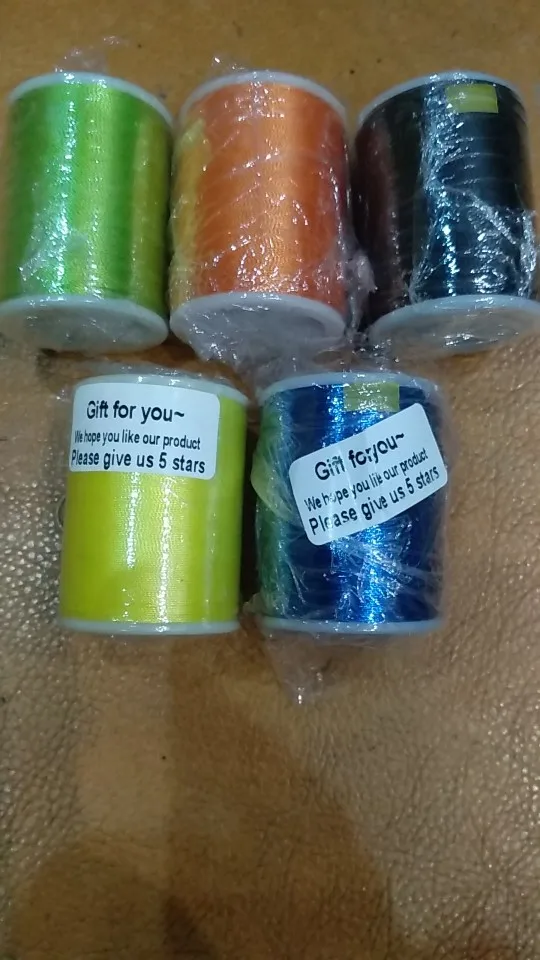 Gift for you~
We hope you like our product
Please give us 5 stars
Gift for you~
We hope you like our product
Please give us 5 stars